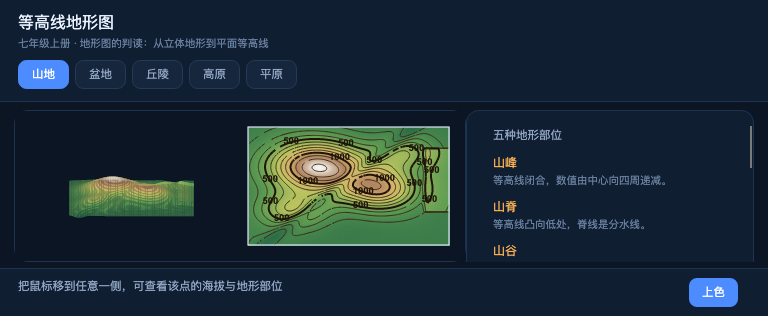 等高线地形图
七年级上册 · 地形图的判读：从立体地形到平面等高线
山地 盆地 丘陵 高原 平原
500 500 500
1000 500 500
500 1000 500
1000
500 500 500
500
五种地形部位
山峰
等高线闭合，数值由中心向四周递减。
山脊
等高线凸向低处，脊线是分水线。
山谷
把鼠标移到任意一侧，可查看该点的海拔与地形部位
上色